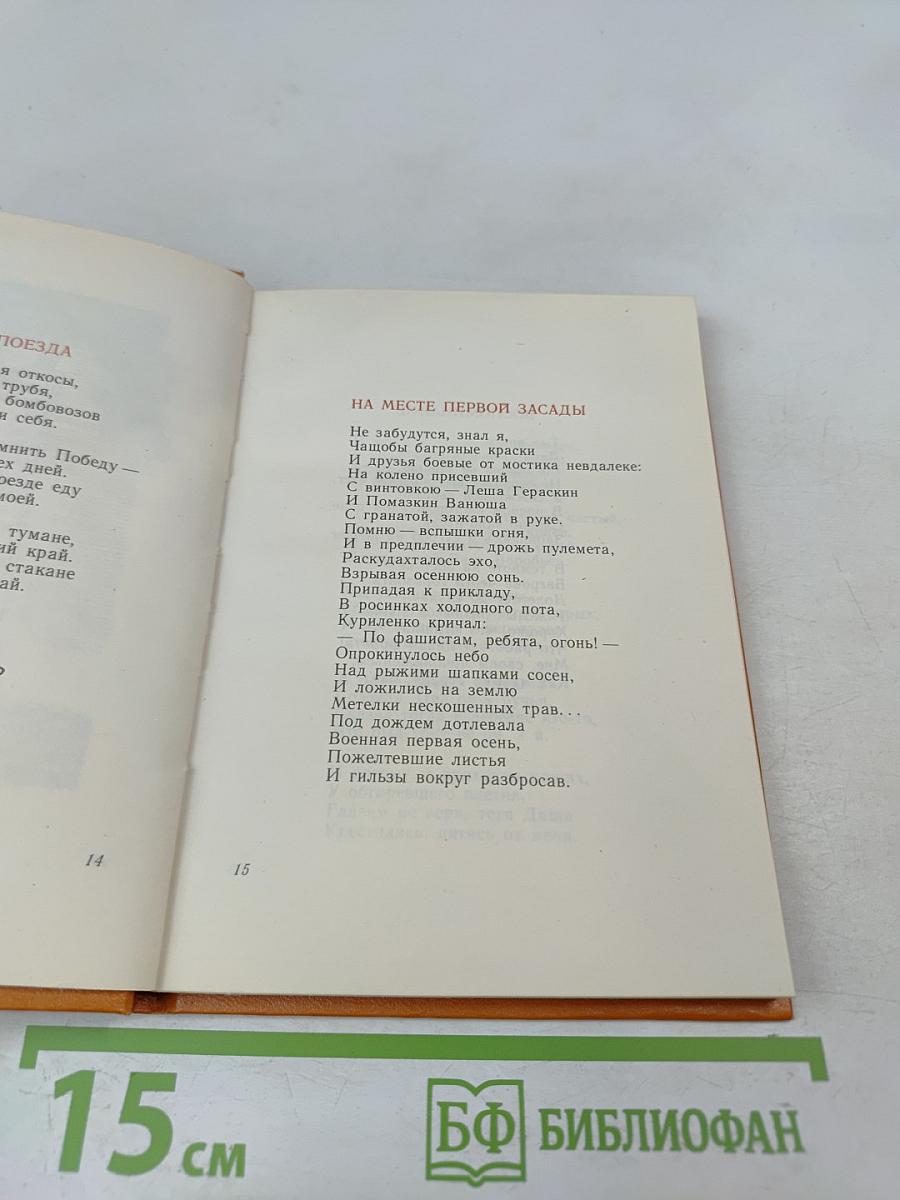 ПОЕЗДА
я откосы,
трубя,
бомбовозов
и себя.
мнить Победу —
ех дней.
оезде еду
моей.
тумане,
ий край.
стакане
ай.
14
НА МЕСТЕ ПЕРВОЙ ЗАСАДЫ
Не забудутся, знал я,
Чащобы багряные краски
И друзья боевые от мостика невдалеке:
На колено присевший
С винтовкою — Леша Гераскин
И Помазкин Ванюша
С гранатой, зажатой в руке.
Помню — вспышки огня,
И в предплечии — дрожь пулемета,
Раскудахталось эхо,
Взрывая осеннюю сонь.
Припадая к прикладу,
В росинках холодного пота,
Куриленко кричал:
— По фашистам, ребята, огонь! —
Опрокинулось небо
Над рыжими шапками сосен,
И ложились на землю
Метелки нескошенных трав...
Под дождем дотлевала
Военная первая осень,
Пожелтевшие листья
И гильзы вокруг разбросав.
15
15 см
БФ БИБЛИОФАН